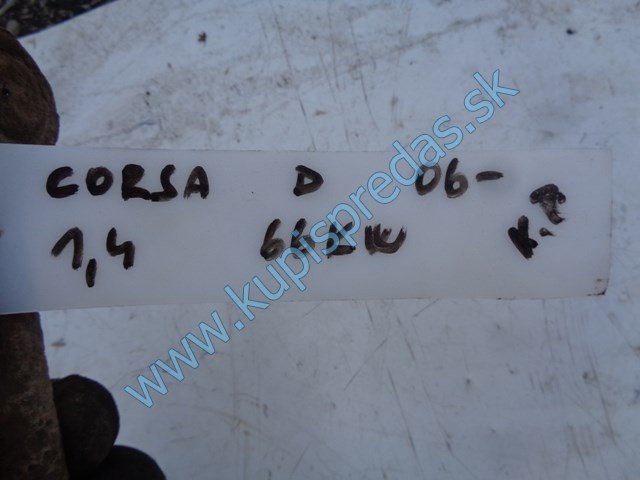 CORSA D 06-
1,4 66kW K.P
www.kupispredas.sk